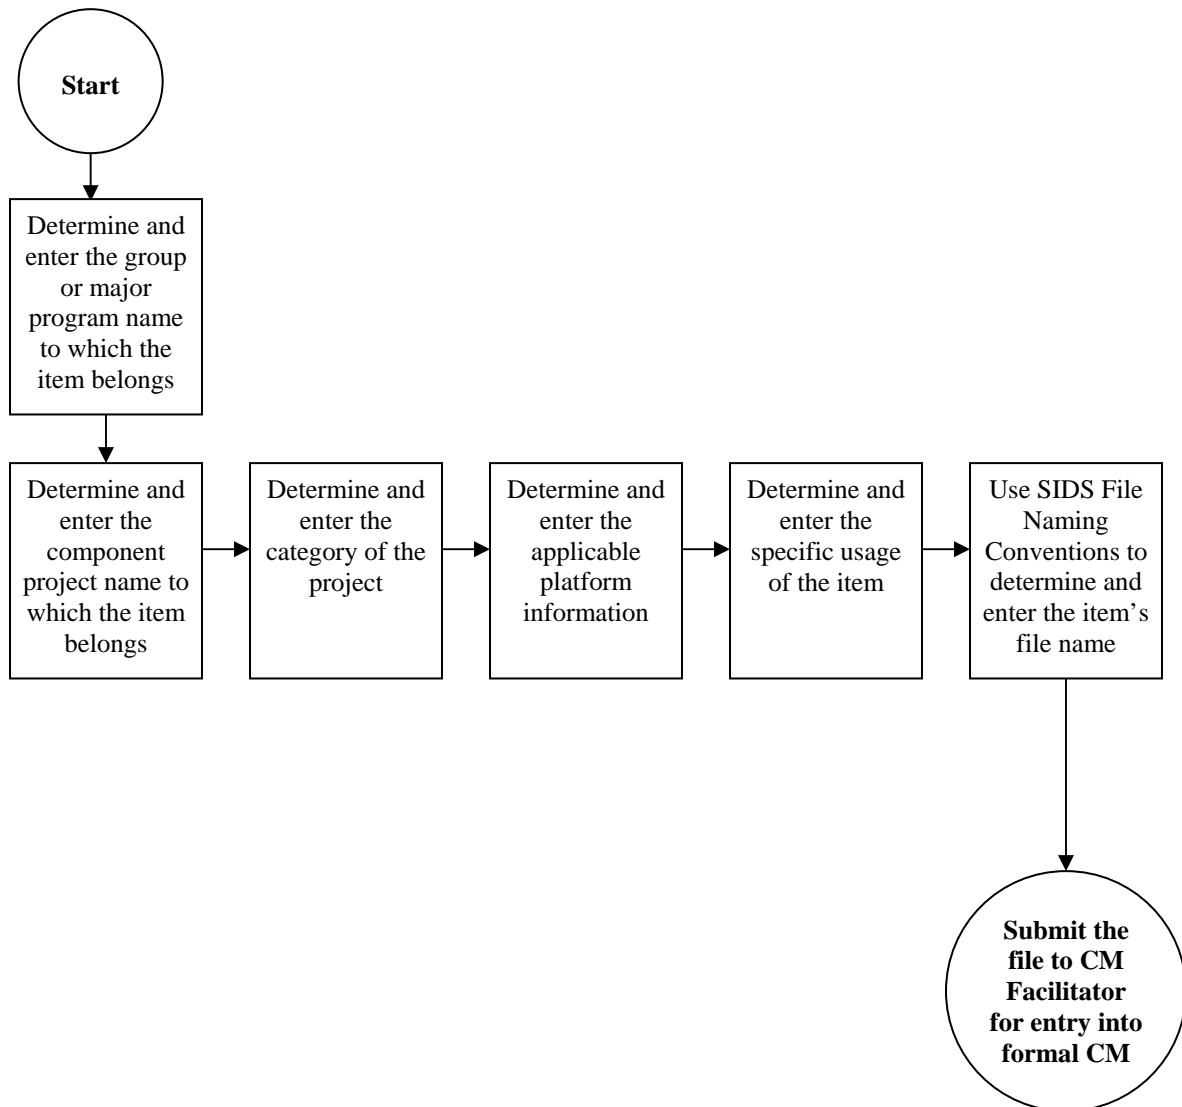 Start
Determine and
enter the group
or major
program name
to which the
item belongs
Determine and
enter the
component
project name to
which the item
belongs
Determine and
enter the
category of the
project
Determine and
enter the
applicable
platform
information
Determine and
enter the
specific usage
of the item
Use SIDS File
Naming
Conventions to
determine and
enter the item’s
file name
Submit the
file to CM
Facilitator
for entry into
formal CM